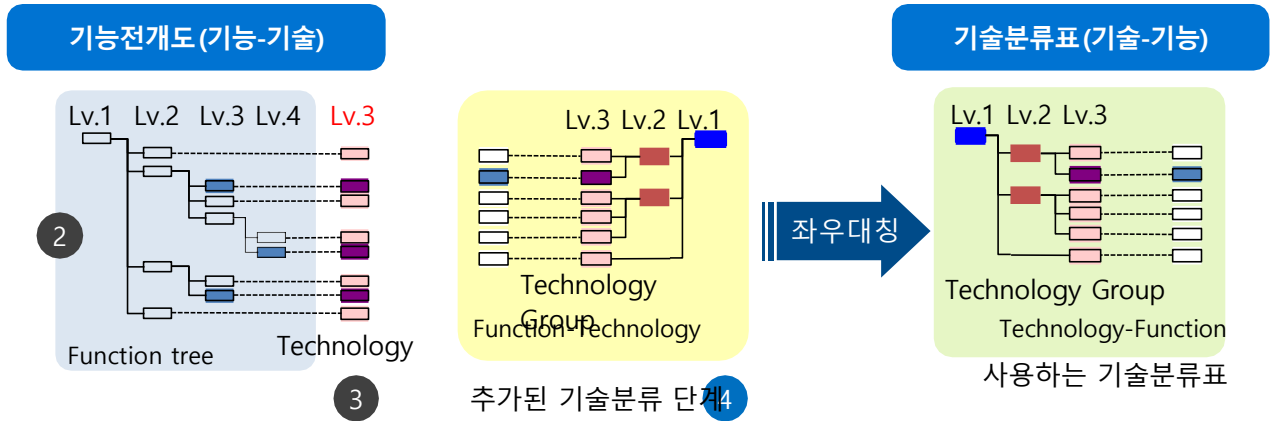 기능전개도(기능-기술)
기술분류표(기술-기능)
Lv.1 Lv.2 Lv.3 Lv.4 Lv.3
2
Function tree
Technology
3
Lv.3 Lv.2 Lv.1
Technology
Group
Function-Technology
추가된 기술분류 단계
4
좌우대칭
Lv.1 Lv.2 Lv.3
Technology Group
Technology-Function
사용하는 기술분류표